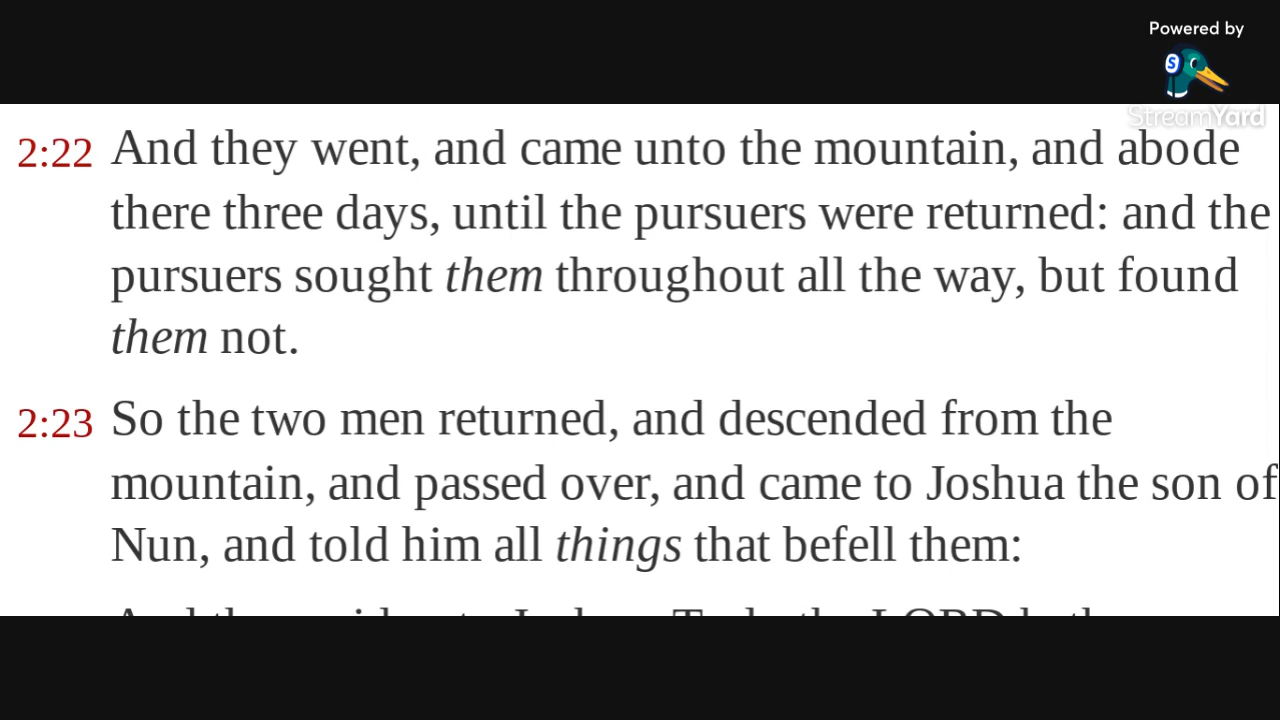 Powered by
StreamYard
2:22 And they went, and came unto the mountain, and abode
there three days, until the pursuers were returned: and the
pursuers sought them throughout all the way, but found
them not.
2:23 So the two men returned, and descended from the
mountain, and passed over, and came to Joshua the son of
Nun, and told him all things that befell them: